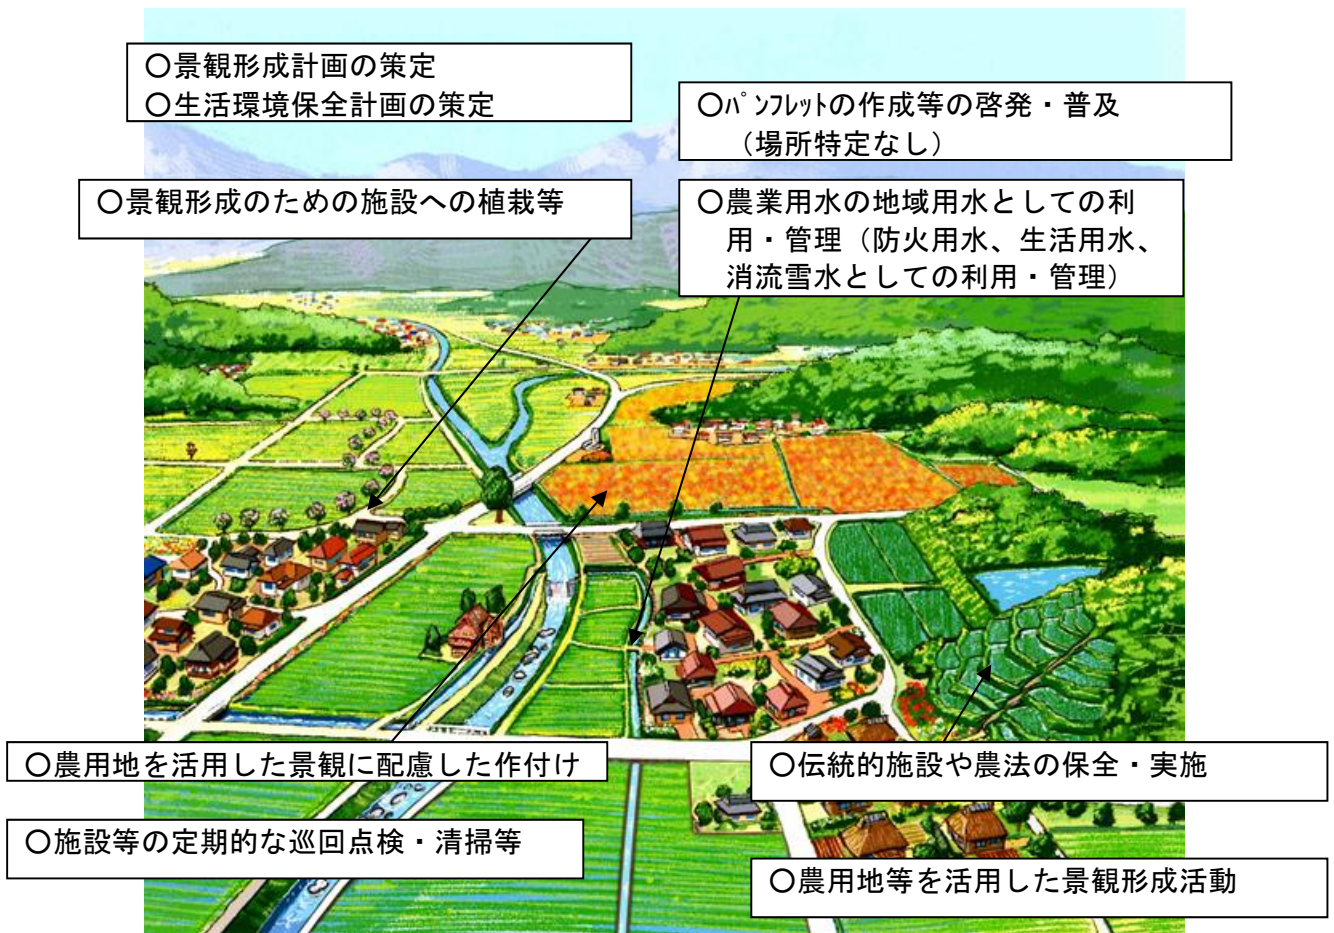 ○景観形成計画の策定
○生活環境保全計画の策定
○ﾊﾟﾝﾌﾚｯﾄの作成等の啓発・普及
（場所特定なし）
○景観形成のための施設への植栽等
○農業用水の地域用水としての利
用・管理（防火用水、生活用水、
消流雪水としての利用・管理）
○農用地を活用した景観に配慮した作付け
○伝統的施設や農法の保全・実施
○施設等の定期的な巡回点検・清掃等
○農用地等を活用した景観形成活動